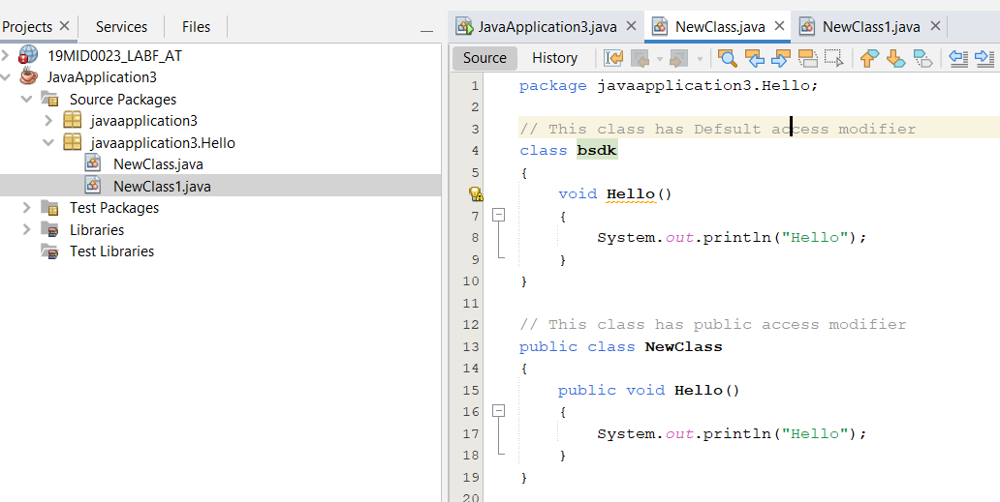 Projects Services Files
19MID0023_LABF_AT
JavaApplication3
Source Packages
javaapplication3
javaapplication3.Hello
NewClass.java
NewClass1.java
Test Packages
Libraries
Test Libraries
JavaApplication3.java NewClass.java NewClass1.java
Source History
1 package javaapplication3.Hello;
2
3 // This class has Defsult access modifier
4 class bsdk
5 {
void Hello()
7 {
8 System.out.println("Hello");
9 }
10 }
11
12 // This class has public access modifier
13 public class NewClass
14 {
15 public void Hello()
16 {
17 System.out.println("Hello");
18 }
19 }
20